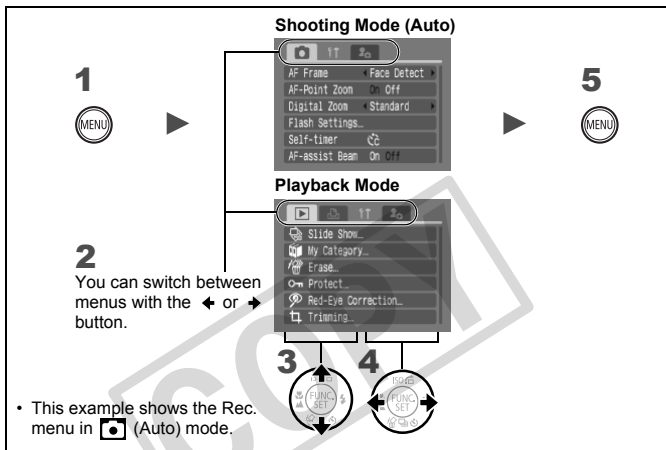 Shooting Mode (Auto)
1
MENU
AF Frame Face Detect
AF-Point Zoom On Off
Digital Zoom Standard
Flash Settings…
Self-timer
AF-assist Beam On Off
5
MENU
Playback Mode
Slide Show…
My Category…
Erase…
Protect…
Red-Eye Correction…
Trimming…
2
You can switch between
menus with the ← or →
button.
3
FUNC.
SET
4
ISO
FUNC.
SET
• This example shows the Rec.
menu in (Auto) mode.
COPY